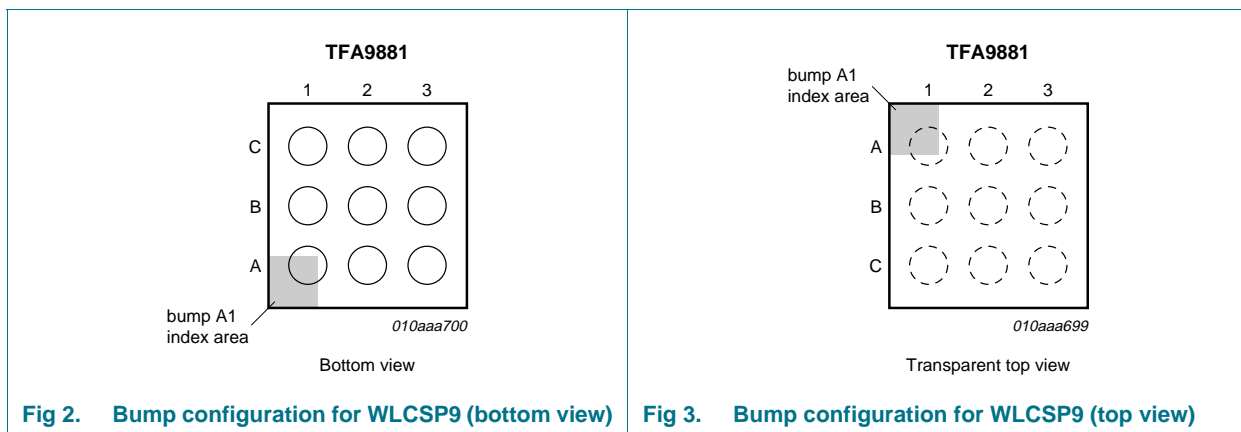 TFA9881
1 2 3
C
B
A
bump A1
index area
010aaa700
Bottom view
Fig 2. Bump configuration for WLCSP9 (bottom view)
TFA9881
bump A1
index area
1 2 3
A
B
C
010aaa699
Transparent top view
Fig 3. Bump configuration for WLCSP9 (top view)